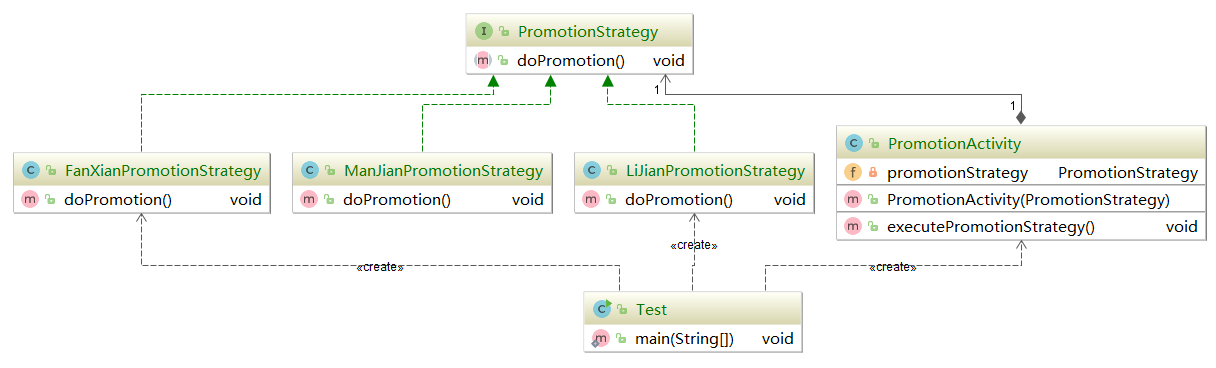 I PromotionStrategy
m doPromotion() void
1
1
C FanXianPromotionStrategy
m doPromotion() void
C ManJianPromotionStrategy
m doPromotion() void
C LiJianPromotionStrategy
m doPromotion() void
C PromotionActivity
f promotionStrategy PromotionStrategy
m PromotionActivity(PromotionStrategy)
m executePromotionStrategy() void
«create»
«create»
«create»
C Test
m main(String[]) void